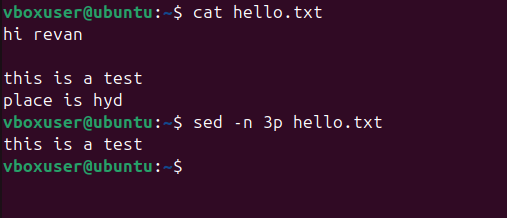 vboxuser@ubuntu:~$ cat hello.txt
hi revan

this is a test
place is hyd
vboxuser@ubuntu:~$ sed -n 3p hello.txt
this is a test
vboxuser@ubuntu:~$